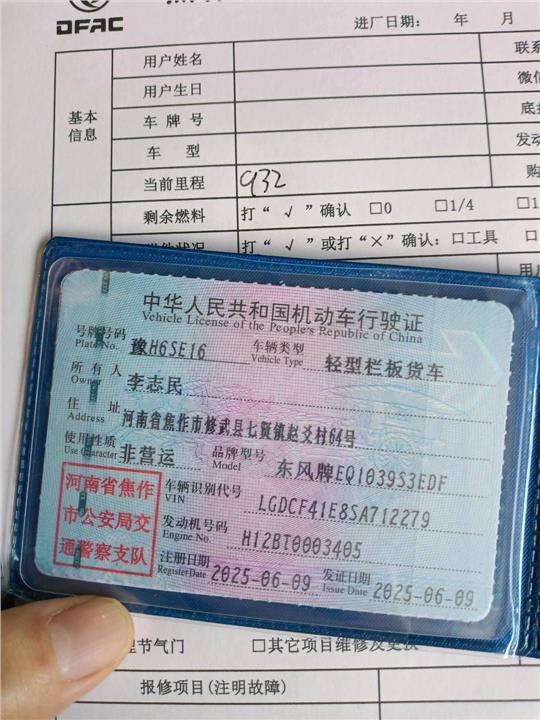 DFAC
进厂日期： 年 月
用户姓名
联系
用户生日
微信
基本
信息
车牌号
底
车型
发动
当前里程 932
购
剩余燃料 打“√”确认 □0 □1/4 □1
打“√”或打“×”确认：□工具 □
用户
中华人民共和国机动车行驶证
Vehicle License of the People's Republic of China
号牌号码 豫H6SE16 车辆类型 轻型栏板货车
Plate No. Vehicle Type
所有人 李志民
Owner
住址 河南省焦作市修武县七贤镇赵爻村64号
Address
使用性质 非营运 品牌型号 东风牌EQ1039S3EDF
Use Character Model
河南省焦作
市公安局交
通警察支队
车辆识别代号 LGDCF41E8SA712279
VIN
发动机号码 H12BT0003405
Engine No.
注册日期 2025-06-09 发证日期 2025-06-09
Register Date Issue Date
理节气门 □其它项目维修及更换
报修项目(注明故障)